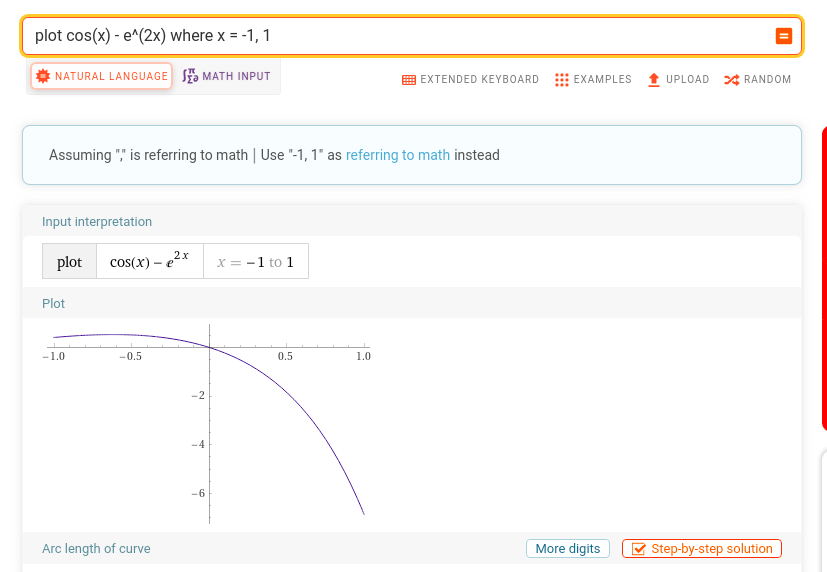 plot cos(x) - e^(2x) where x = -1, 1
NATURAL LANGUAGE
MATH INPUT
EXTENDED KEYBOARD
EXAMPLES
UPLOAD
RANDOM
Assuming "," is referring to math | Use "-1, 1" as referring to math instead
Input interpretation
plot cos(x) − e^(2 x) x = −1 to 1
Plot
−1.0 −0.5 0.5 1.0
−2
−4
−6
Arc length of curve
More digits
Step-by-step solution